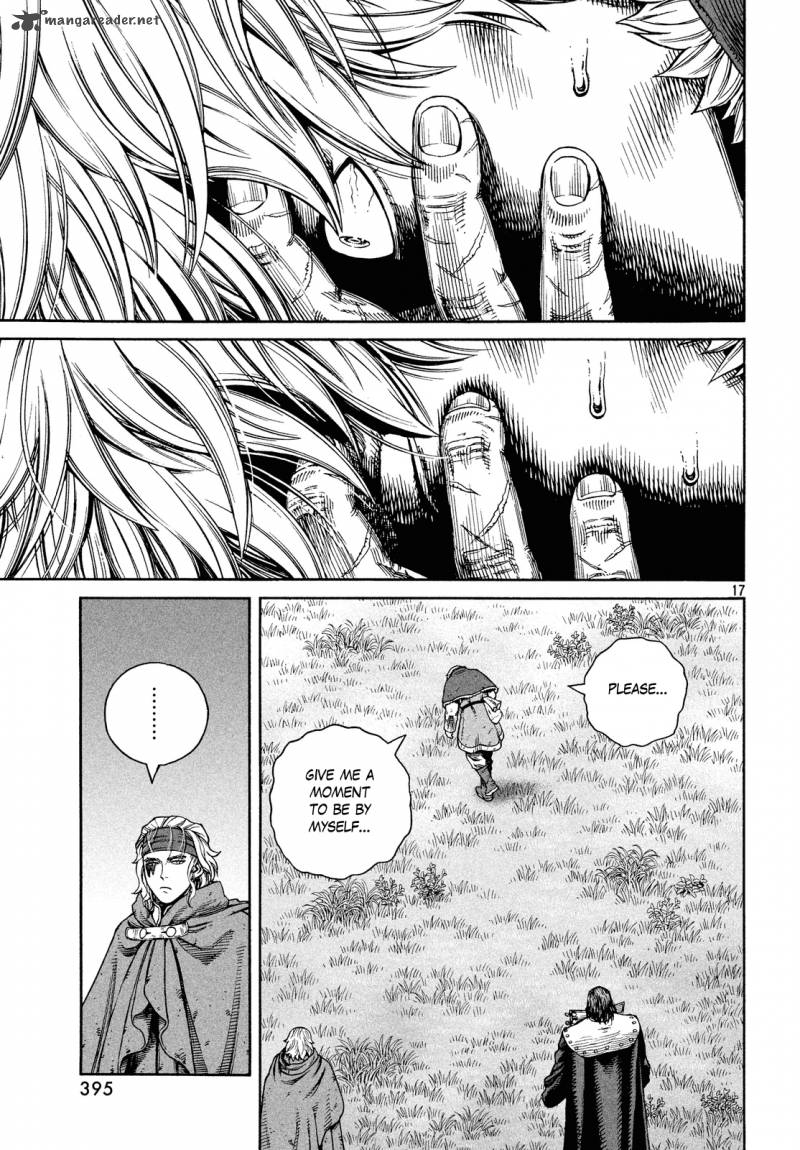 mangareader.net
17
PLEASE...
GIVE ME A
MOMENT
TO BE BY
MYSELF...
........
395